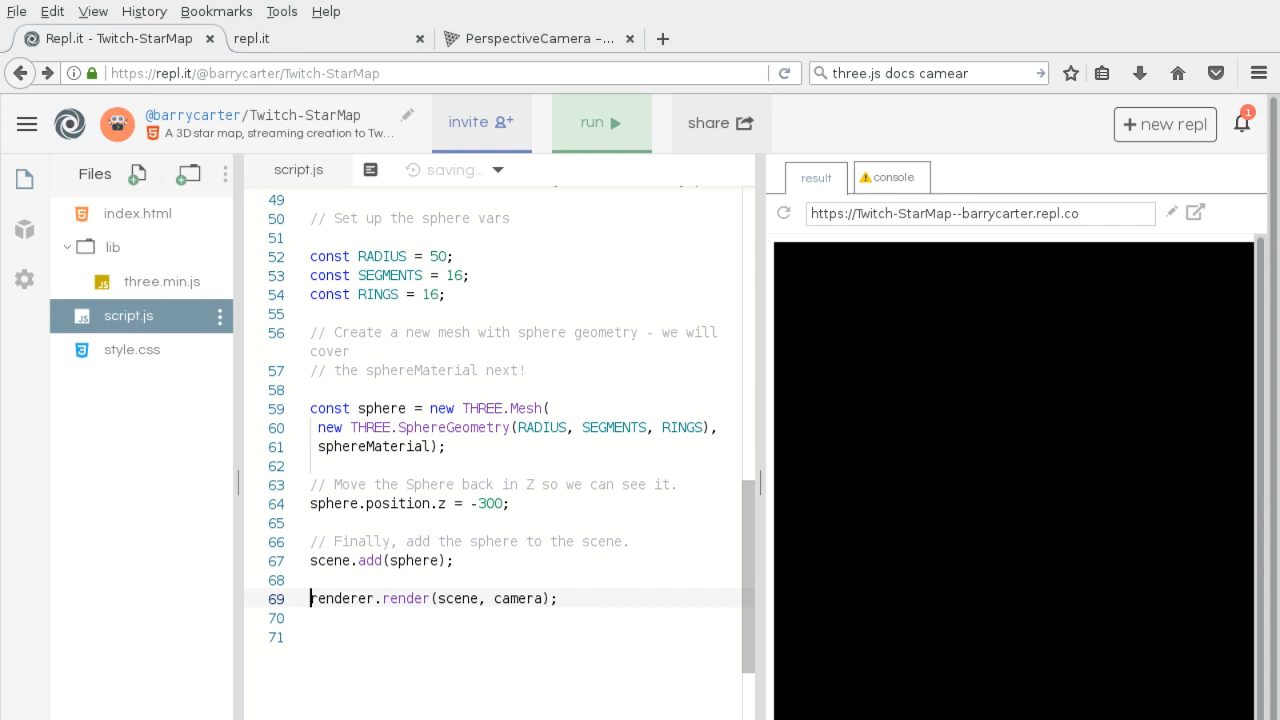 File Edit View History Bookmarks Tools Help
Repl.it - Twitch-StarMap × repl.it × PerspectiveCamera –... × +
https://repl.it/@barrycarter/Twitch-StarMap three.js docs camear
@barrycarter/Twitch-StarMap
A 3D star map, streaming creation to Tw...
invite
run
share
+ new repl
1
Files
index.html
lib
three.min.js
script.js
style.css
script.js saving...
49
50 // Set up the sphere vars
51
52 const RADIUS = 50;
53 const SEGMENTS = 16;
54 const RINGS = 16;
55
56 // Create a new mesh with sphere geometry - we will
cover
57 // the sphereMaterial next!
58
59 const sphere = new THREE.Mesh(
60 new THREE.SphereGeometry(RADIUS, SEGMENTS, RINGS),
61 sphereMaterial);
62
63 // Move the Sphere back in Z so we can see it.
64 sphere.position.z = -300;
65
66 // Finally, add the sphere to the scene.
67 scene.add(sphere);
68
69 renderer.render(scene, camera);
70
71
result console
https://Twitch-StarMap--barrycarter.repl.co